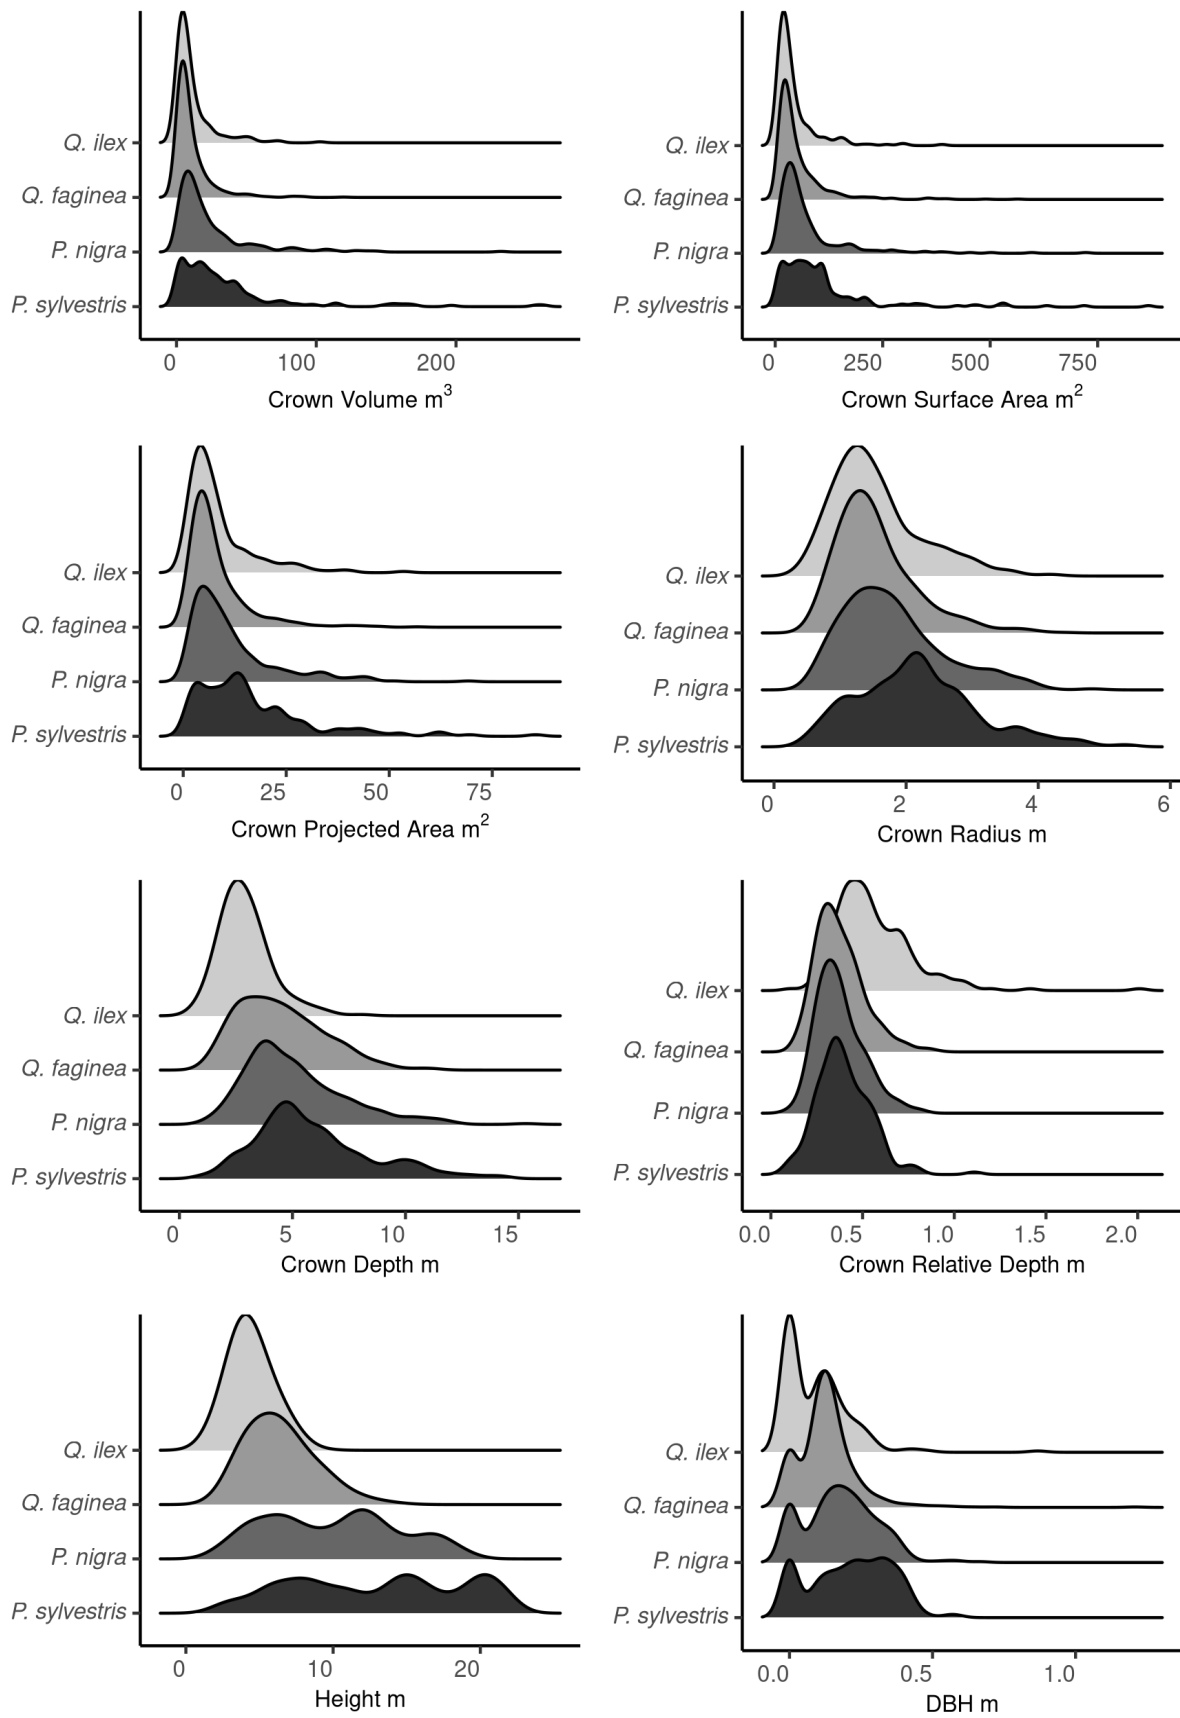 Q. ilex
Q. faginea
P. nigra
P. sylvestris
0 100 200
Crown Volume m³
Q. ilex
Q. faginea
P. nigra
P. sylvestris
0 250 500 750
Crown Surface Area m²
Q. ilex
Q. faginea
P. nigra
P. sylvestris
0 25 50 75
Crown Projected Area m²
Q. ilex
Q. faginea
P. nigra
P. sylvestris
0 2 4 6
Crown Radius m
Q. ilex
Q. faginea
P. nigra
P. sylvestris
0 5 10 15
Crown Depth m
Q. ilex
Q. faginea
P. nigra
P. sylvestris
0.0 0.5 1.0 1.5 2.0
Crown Relative Depth m
Q. ilex
Q. faginea
P. nigra
P. sylvestris
0 10 20
Height m
Q. ilex
Q. faginea
P. nigra
P. sylvestris
0.0 0.5 1.0
DBH m